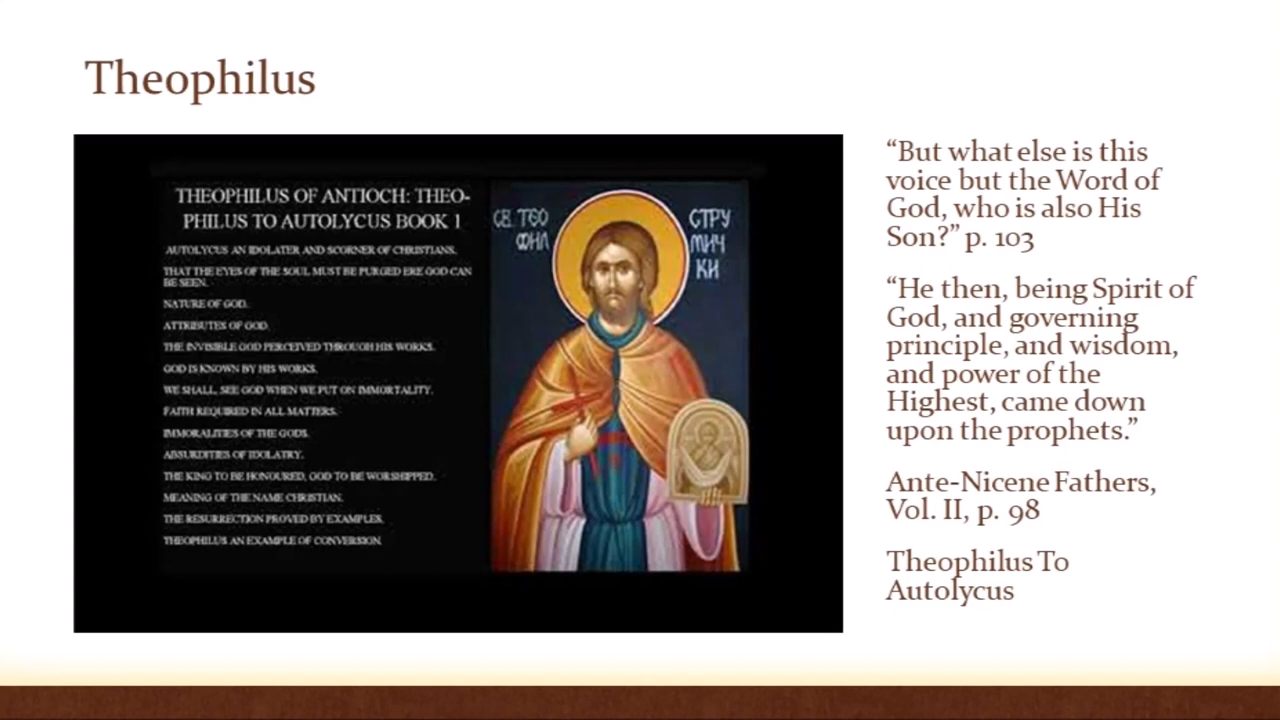 Theophilus
THEOPHILUS OF ANTIOCH: THEO-
PHILUS TO AUTOLYCUS BOOK 1
AUTOLYCUS AN IDOLATER AND SCORNER OF CHRISTIANS.
THAT THE EYES OF THE SOUL MUST BE PURGED ERE GOD CAN
BE SEEN.
NATURE OF GOD.
ATTRIBUTES OF GOD.
THE INVISIBLE GOD PERCEIVED THROUGH HIS WORKS.
GOD IS KNOWN BY HIS WORKS.
WE SHALL, SEE GOD WHEN WE PUT ON IMMORTALITY.
FAITH REQUIRED IN ALL MATTERS.
IMMORALITIES OF THE GODS.
ABSURDITIES OF IDOLATRY.
THE KING TO BE HONOURED, GOD TO BE WORSHIPPED.
MEANING OF THE NAME CHRISTIAN.
THE RESURRECTION PROVED BY EXAMPLES.
THEOPHILUS AN EXAMPLE OF CONVERSION.
СВ. ТЕО
ФИЛ
СТРУ
МИЧ
КИ
“But what else is this
voice but the Word of
God, who is also His
Son?” p. 103
“He then, being Spirit of
God, and governing
principle, and wisdom,
and power of the
Highest, came down
upon the prophets.”
Ante-Nicene Fathers,
Vol. II, p. 98
Theophilus To
Autolycus